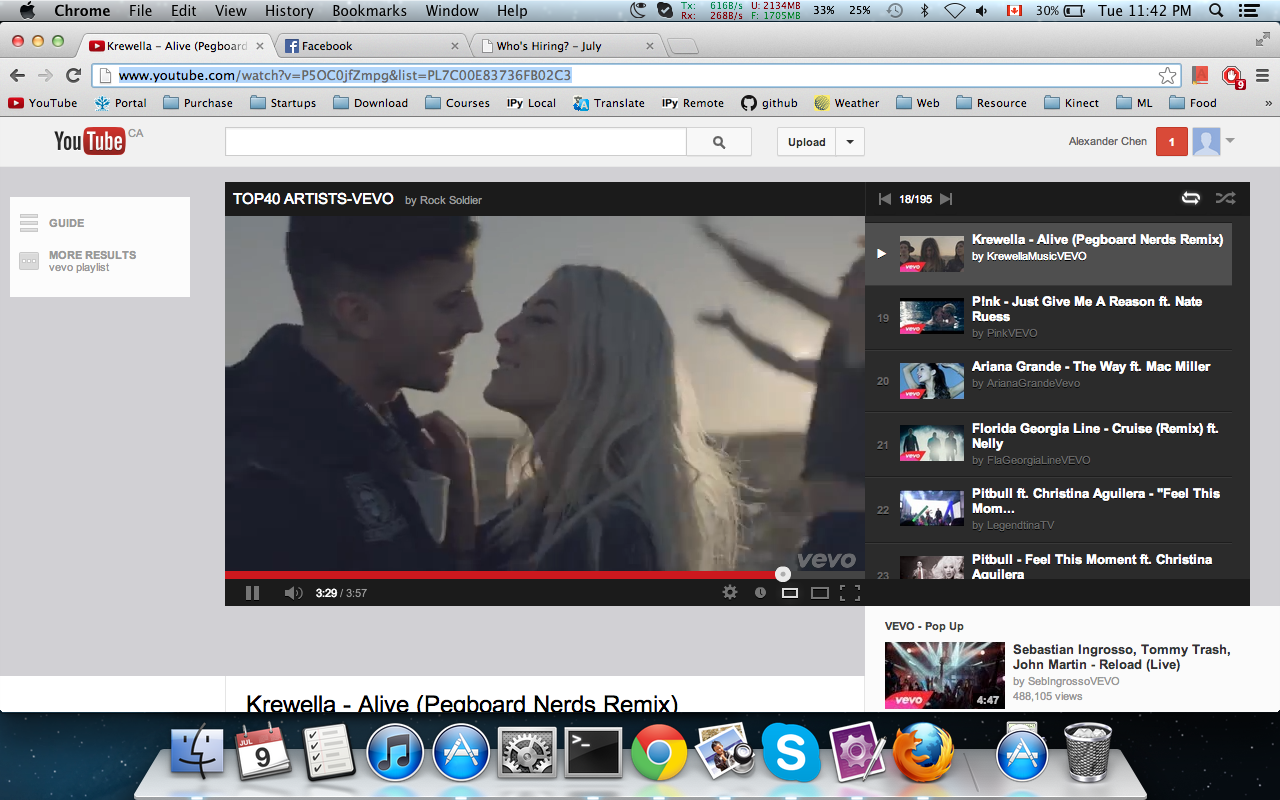 Chrome File Edit View History Bookmarks Window Help Tx: 616B/s U: 2134MB 33% 25% 30% Tue 11:42 PM
Rx: 268B/s F: 1705MB
Krewella – Alive (Pegboard × Facebook × Who's Hiring? – July ×
www.youtube.com/watch?v=P5OC0jfZmpg&list=PL7C00E83736FB02C3 9
YouTube Portal Purchase Startups Download Courses IPy Local Translate IPy Remote github Weather Web Resource Kinect ML Food »
YouTube CA Upload Alexander Chen 1
GUIDE
MORE RESULTS
vevo playlist
TOP40 ARTISTS-VEVO by Rock Soldier
vevo
3:29 / 3:57
18/195
vevo
Krewella - Alive (Pegboard Nerds Remix)
by KrewellaMusicVEVO
19
vevo
P!nk - Just Give Me A Reason ft. Nate
Ruess
by PinkVEVO
20
vevo
Ariana Grande - The Way ft. Mac Miller
by ArianaGrandeVevo
21
vevo
Florida Georgia Line - Cruise (Remix) ft.
Nelly
by FlaGeorgiaLineVEVO
22
Pitbull ft. Christina Aguilera - "Feel This
Mom...
by LegendtinaTV
23
Pitbull - Feel This Moment ft. Christina
Aguilera
VEVO - Pop Up
vevo
4:47
Sebastian Ingrosso, Tommy Trash,
John Martin - Reload (Live)
by SebIngrossoVEVO
488,105 views
Krewella - Alive (Pegboard Nerds Remix)
JUL
9
>_
S